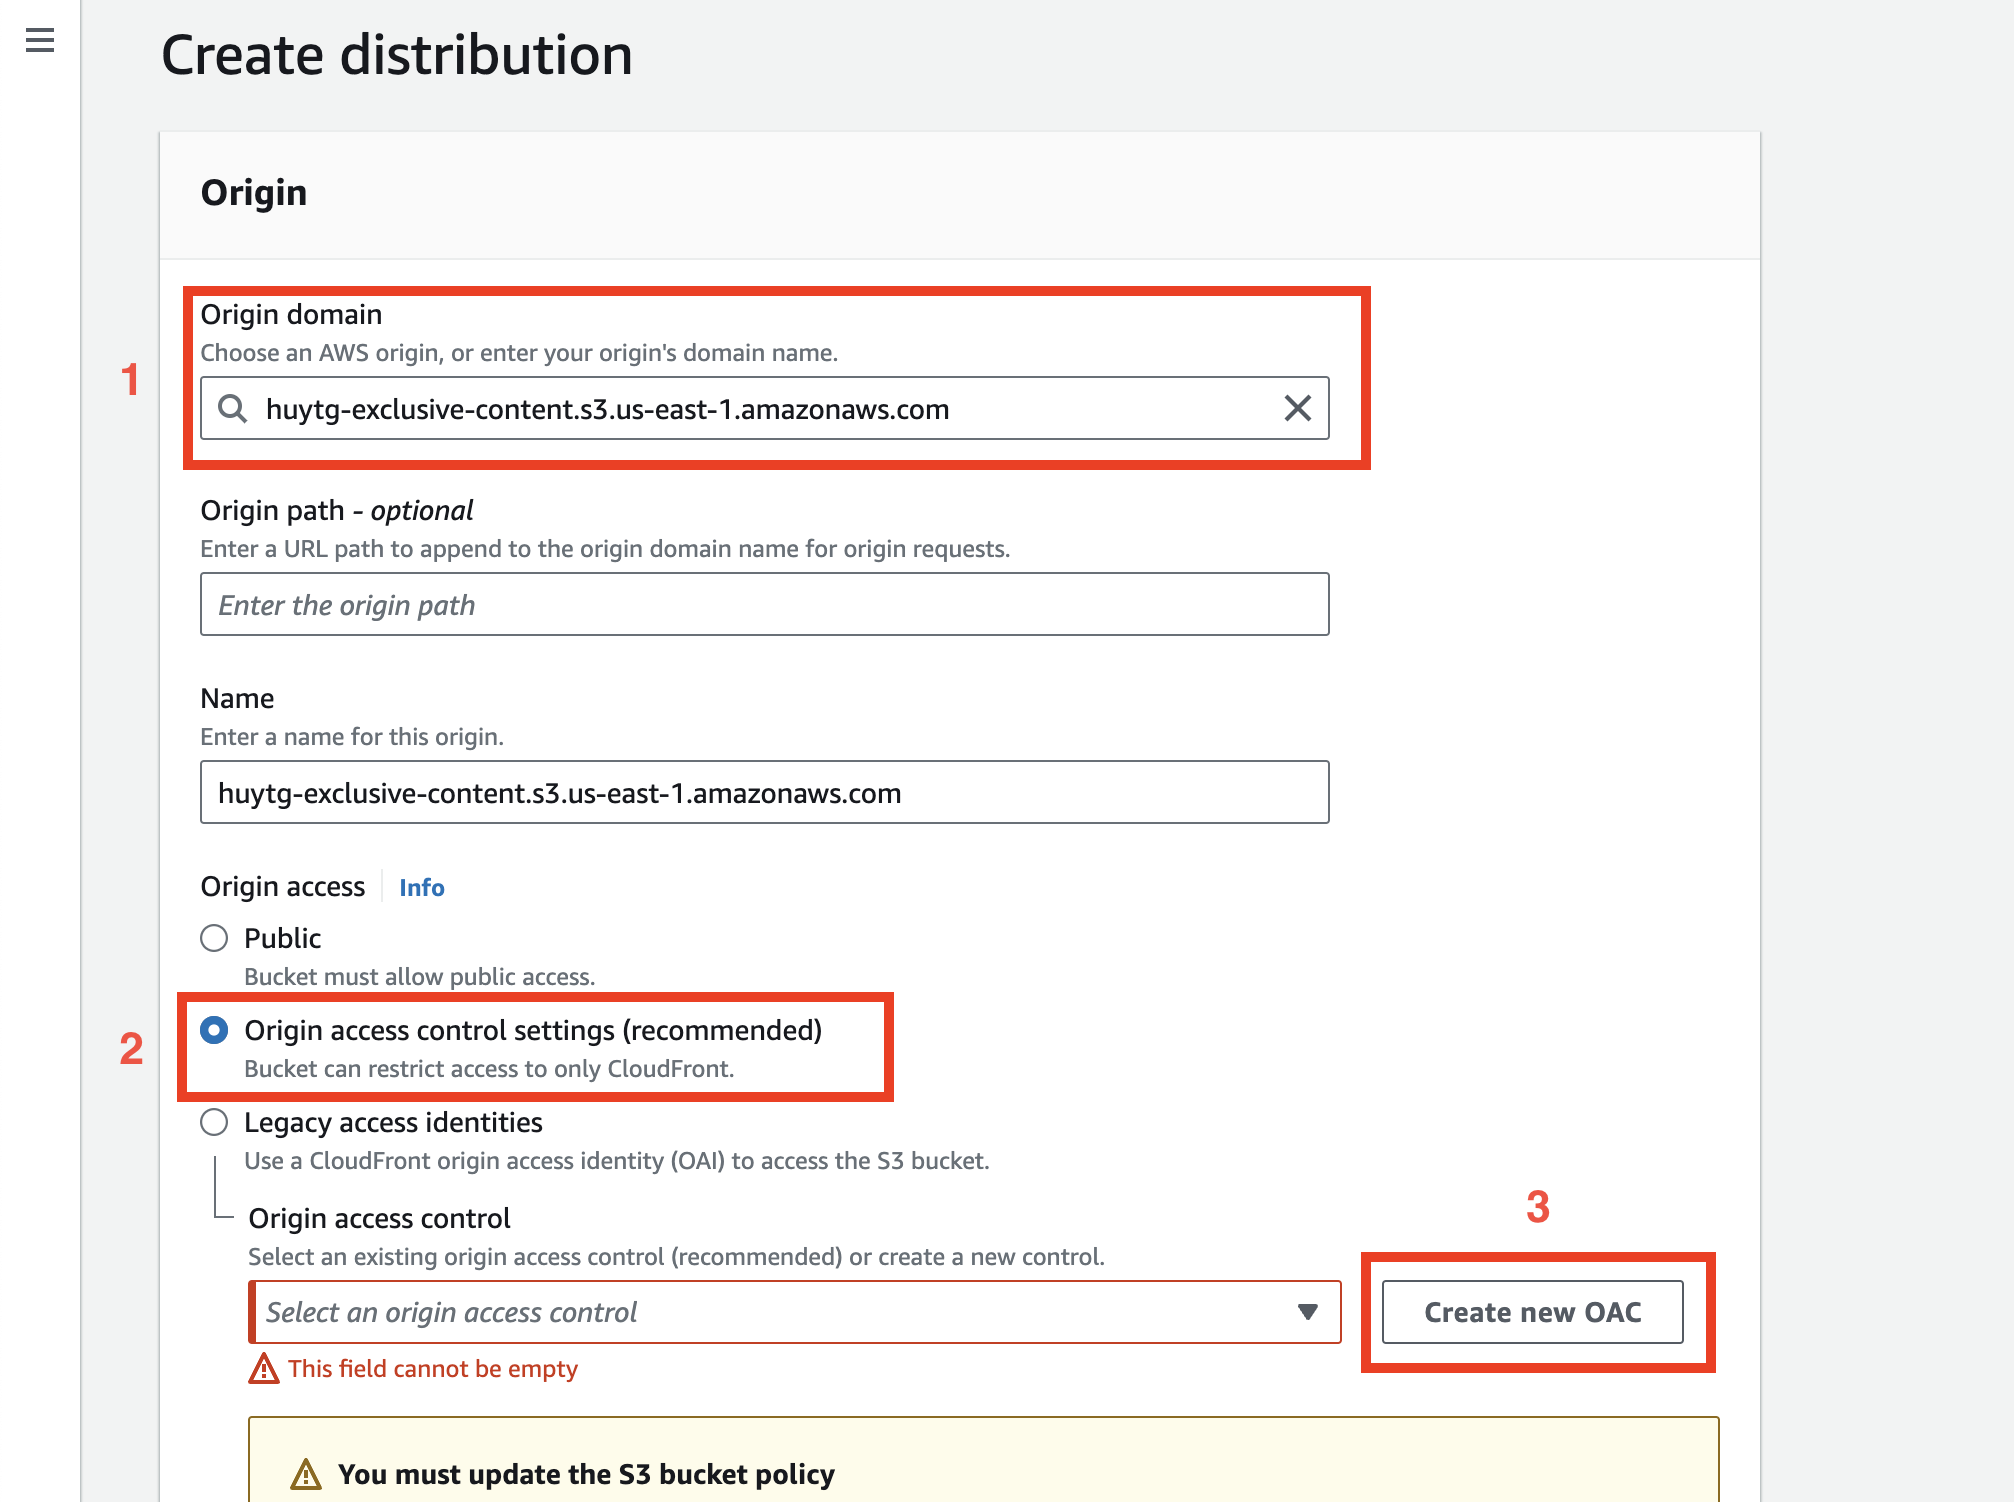 Create distribution
Origin
Origin domain
Choose an AWS origin, or enter your origin's domain name.
1
huytg-exclusive-content.s3.us-east-1.amazonaws.com
Origin path - optional
Enter a URL path to append to the origin domain name for origin requests.
Enter the origin path
Name
Enter a name for this origin.
huytg-exclusive-content.s3.us-east-1.amazonaws.com
Origin access Info
Public
Bucket must allow public access.
2
Origin access control settings (recommended)
Bucket can restrict access to only CloudFront.
Legacy access identities
Use a CloudFront origin access identity (OAI) to access the S3 bucket.
3
Origin access control
Select an existing origin access control (recommended) or create a new control.
Select an origin access control
Create new OAC
This field cannot be empty
You must update the S3 bucket policy